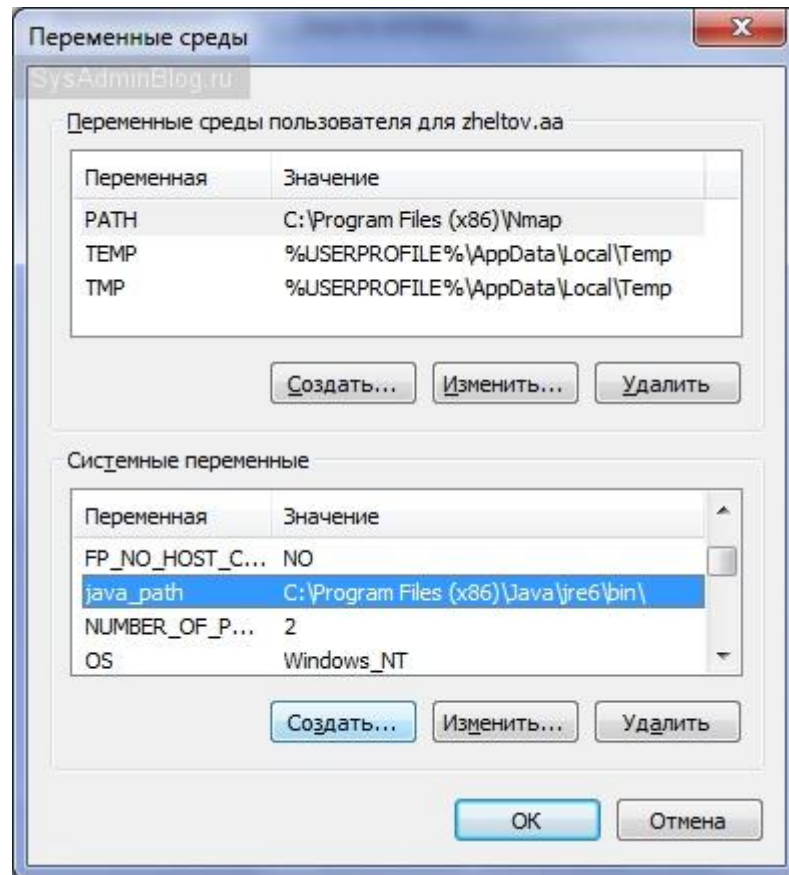 Переменные среды
SysAdminBlog.ru
Переменные среды пользователя для zheltov.aa
Переменная Значение
PATH C:\Program Files (x86)\Nmap
TEMP %USERPROFILE%\AppData\Local\Temp
TMP %USERPROFILE%\AppData\Local\Temp
Создать... Изменить... Удалить
Системные переменные
Переменная Значение
FP_NO_HOST_C... NO
java_path C:\Program Files (x86)\Java\jre6\bin\
NUMBER_OF_P... 2
OS Windows_NT
Создать... Изменить... Удалить
ОК Отмена